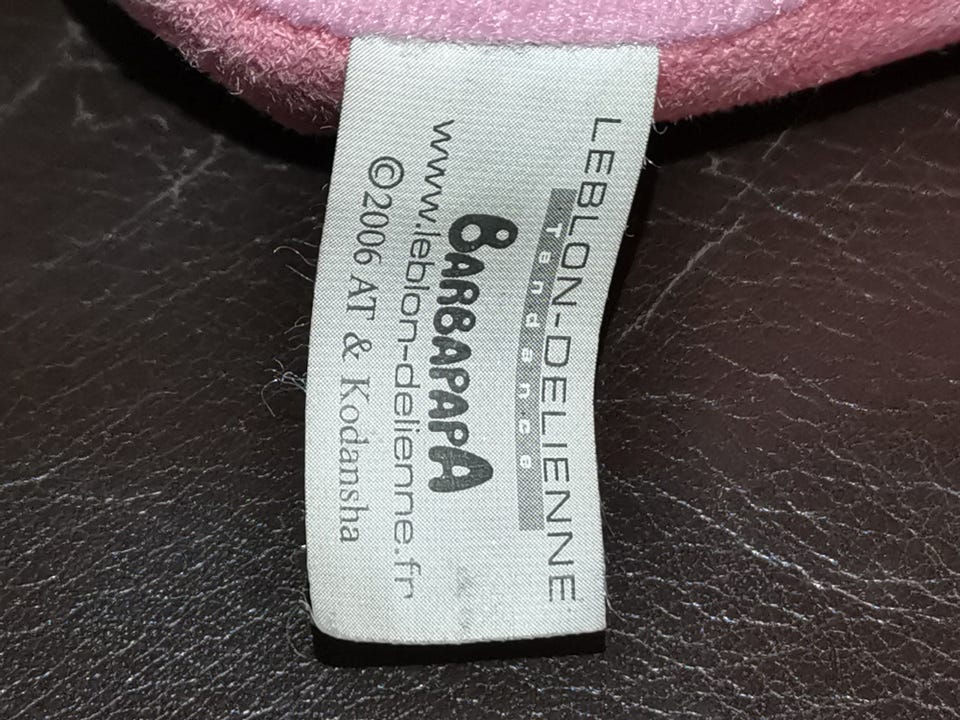 LEBLON-DELIENNE
Tendance
BARBAPAPA
www.leblon-delienne.fr
©2006 AT & Kodansha